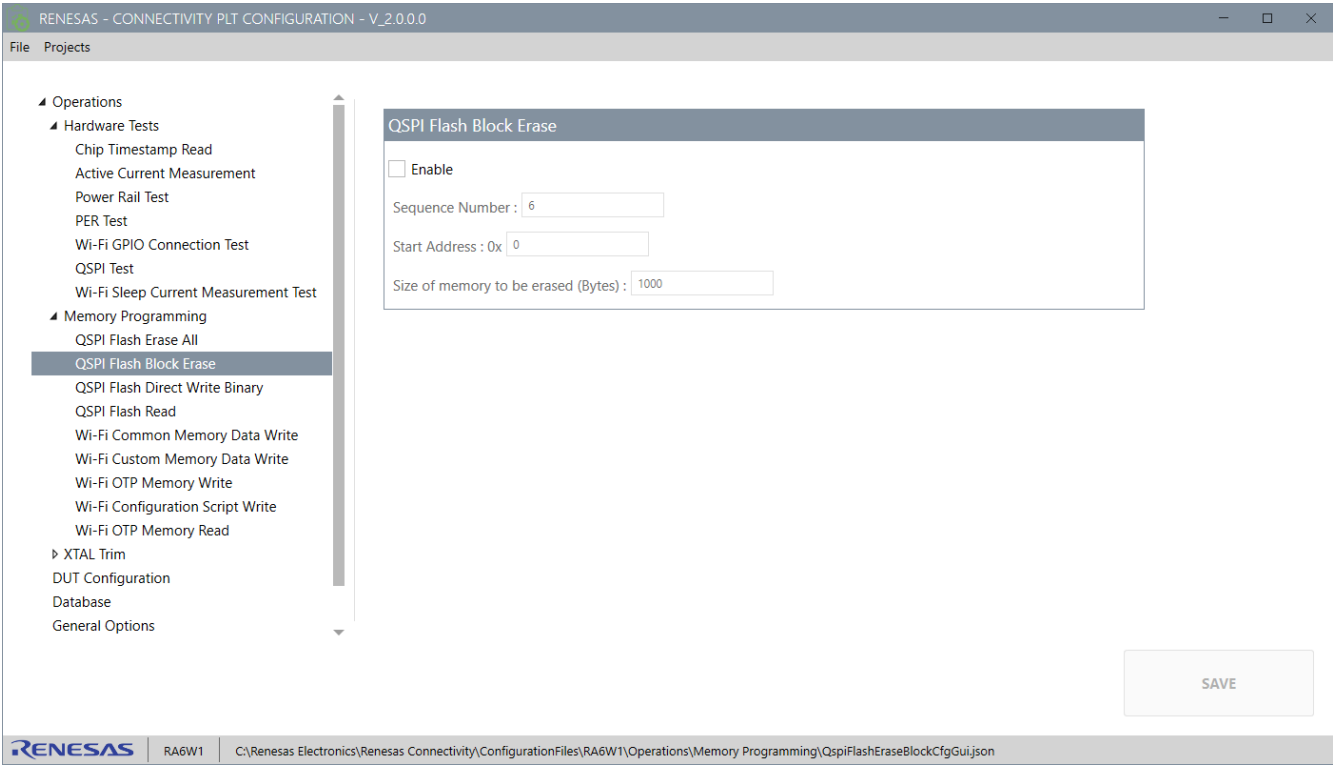 RENESAS - CONNECTIVITY PLT CONFIGURATION - V_2.0.0.0
File Projects
Operations
Hardware Tests
Chip Timestamp Read
Active Current Measurement
Power Rail Test
PER Test
Wi-Fi GPIO Connection Test
QSPI Test
Wi-Fi Sleep Current Measurement Test
Memory Programming
QSPI Flash Erase All
QSPI Flash Block Erase
QSPI Flash Direct Write Binary
QSPI Flash Read
Wi-Fi Common Memory Data Write
Wi-Fi Custom Memory Data Write
Wi-Fi OTP Memory Write
Wi-Fi Configuration Script Write
Wi-Fi OTP Memory Read
XTAL Trim
DUT Configuration
Database
General Options
QSPI Flash Block Erase
Enable
Sequence Number : 6
Start Address : 0x 0
Size of memory to be erased (Bytes) : 1000
SAVE
RENESAS RA6W1 C:\Renesas Electronics\Renesas Connectivity\ConfigurationFiles\RA6W1\Operations\Memory Programming\QspiFlashEraseBlockCfgGui.json